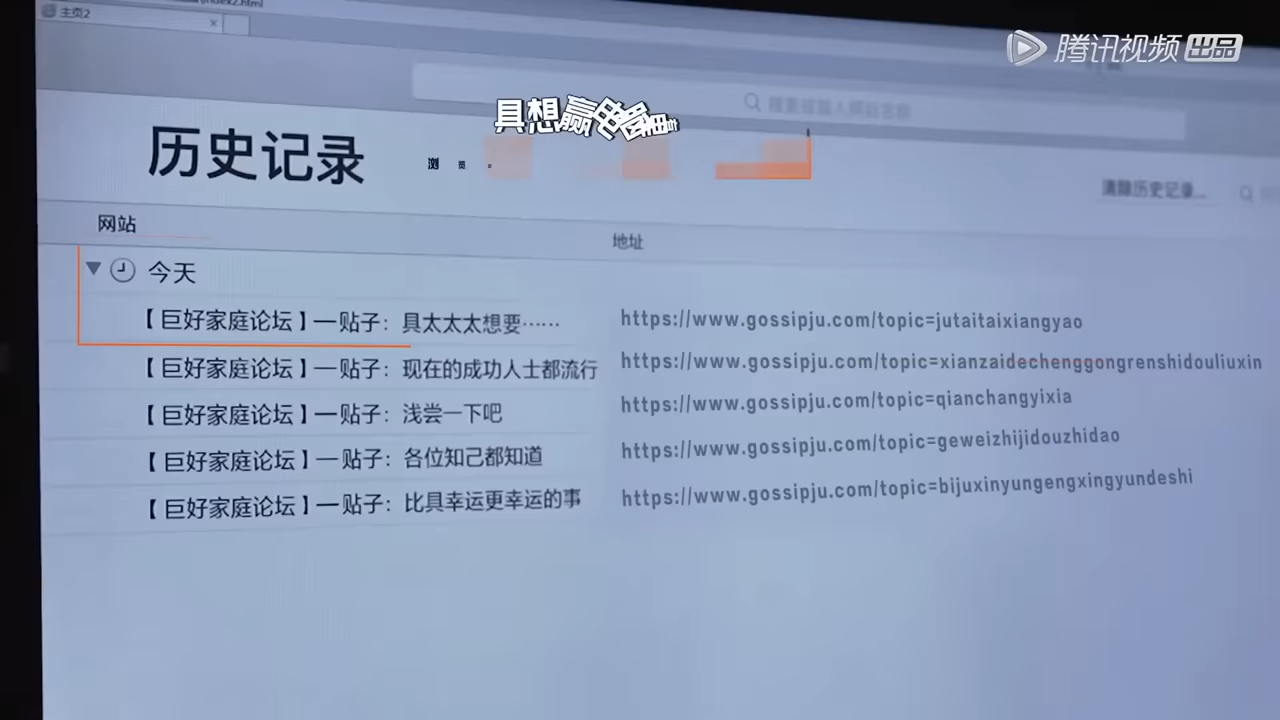 主页2
腾讯视频 出品
具想赢
历史记录
浏 览
清除历史记录...
网站
地址
今天
【巨好家庭论坛】一贴子：具太太太想要…… https://www.gossipju.com/topic=jutaitaixiangyao
【巨好家庭论坛】一贴子：现在的成功人士都流行 https://www.gossipju.com/topic=xianzaidechenggongrenshidouliuxin
【巨好家庭论坛】一贴子：浅尝一下吧 https://www.gossipju.com/topic=qianchangyixia
【巨好家庭论坛】一贴子：各位知己都知道 https://www.gossipju.com/topic=geweizhijidouzhidao
【巨好家庭论坛】一贴子：比具幸运更幸运的事 https://www.gossipju.com/topic=bijuxinyungengxingyundeshi